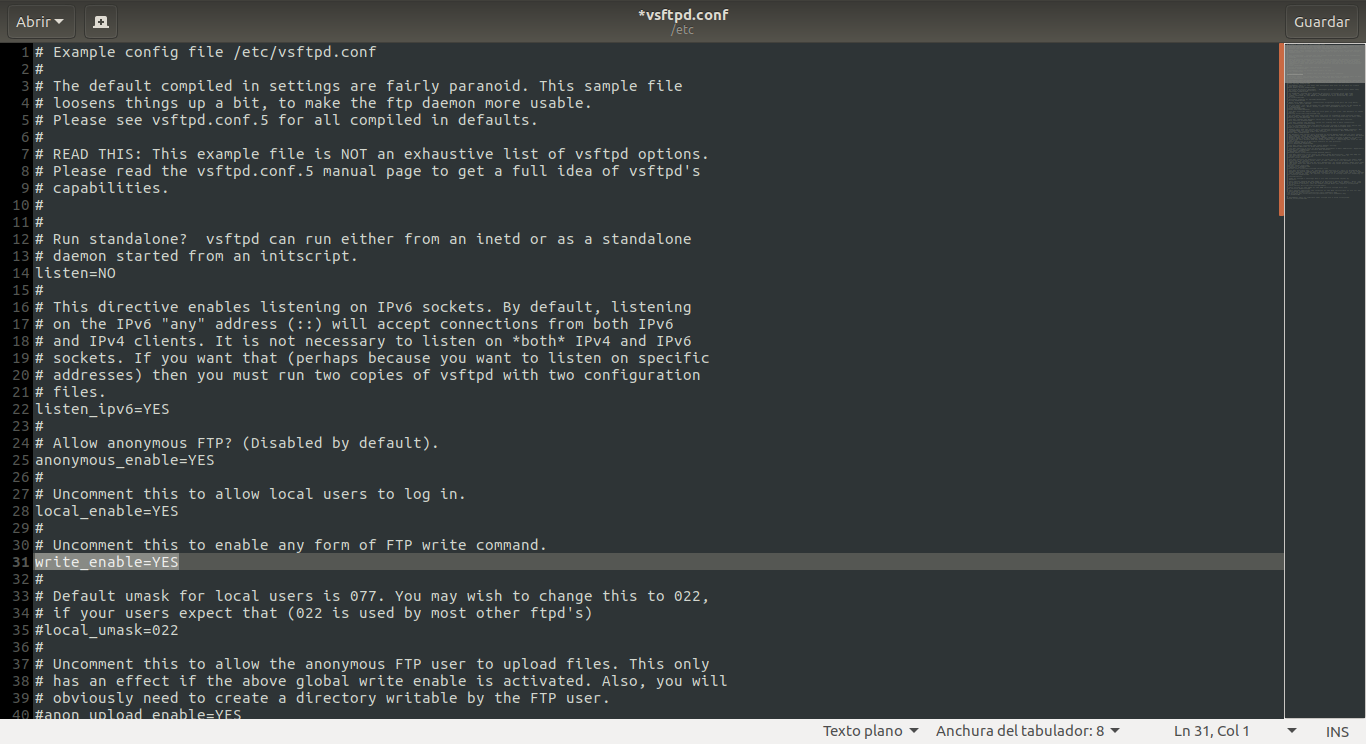 Abrir
*vsftpd.conf
/etc
Guardar
1 # Example config file /etc/vsftpd.conf
2 #
3 # The default compiled in settings are fairly paranoid. This sample file
4 # loosens things up a bit, to make the ftp daemon more usable.
5 # Please see vsftpd.conf.5 for all compiled in defaults.
6 #
7 # READ THIS: This example file is NOT an exhaustive list of vsftpd options.
8 # Please read the vsftpd.conf.5 manual page to get a full idea of vsftpd's
9 # capabilities.
10 #
11 #
12 # Run standalone?  vsftpd can run either from an inetd or as a standalone
13 # daemon started from an initscript.
14 listen=NO
15 #
16 # This directive enables listening on IPv6 sockets. By default, listening
17 # on the IPv6 "any" address (::) will accept connections from both IPv6
18 # and IPv4 clients. It is not necessary to listen on *both* IPv4 and IPv6
19 # sockets. If you want that (perhaps because you want to listen on specific
20 # addresses) then you must run two copies of vsftpd with two configuration
21 # files.
22 listen_ipv6=YES
23 #
24 # Allow anonymous FTP? (Disabled by default).
25 anonymous_enable=YES
26 #
27 # Uncomment this to allow local users to log in.
28 local_enable=YES
29 #
30 # Uncomment this to enable any form of FTP write command.
31 write_enable=YES
32 #
33 # Default umask for local users is 077. You may wish to change this to 022,
34 # if your users expect that (022 is used by most other ftpd's)
35 #local_umask=022
36 #
37 # Uncomment this to allow the anonymous FTP user to upload files. This only
38 # has an effect if the above global write enable is activated. Also, you will
39 # obviously need to create a directory writable by the FTP user.
40 #anon_upload_enable=YES
Texto plano
Anchura del tabulador: 8
Ln 31, Col 1
INS